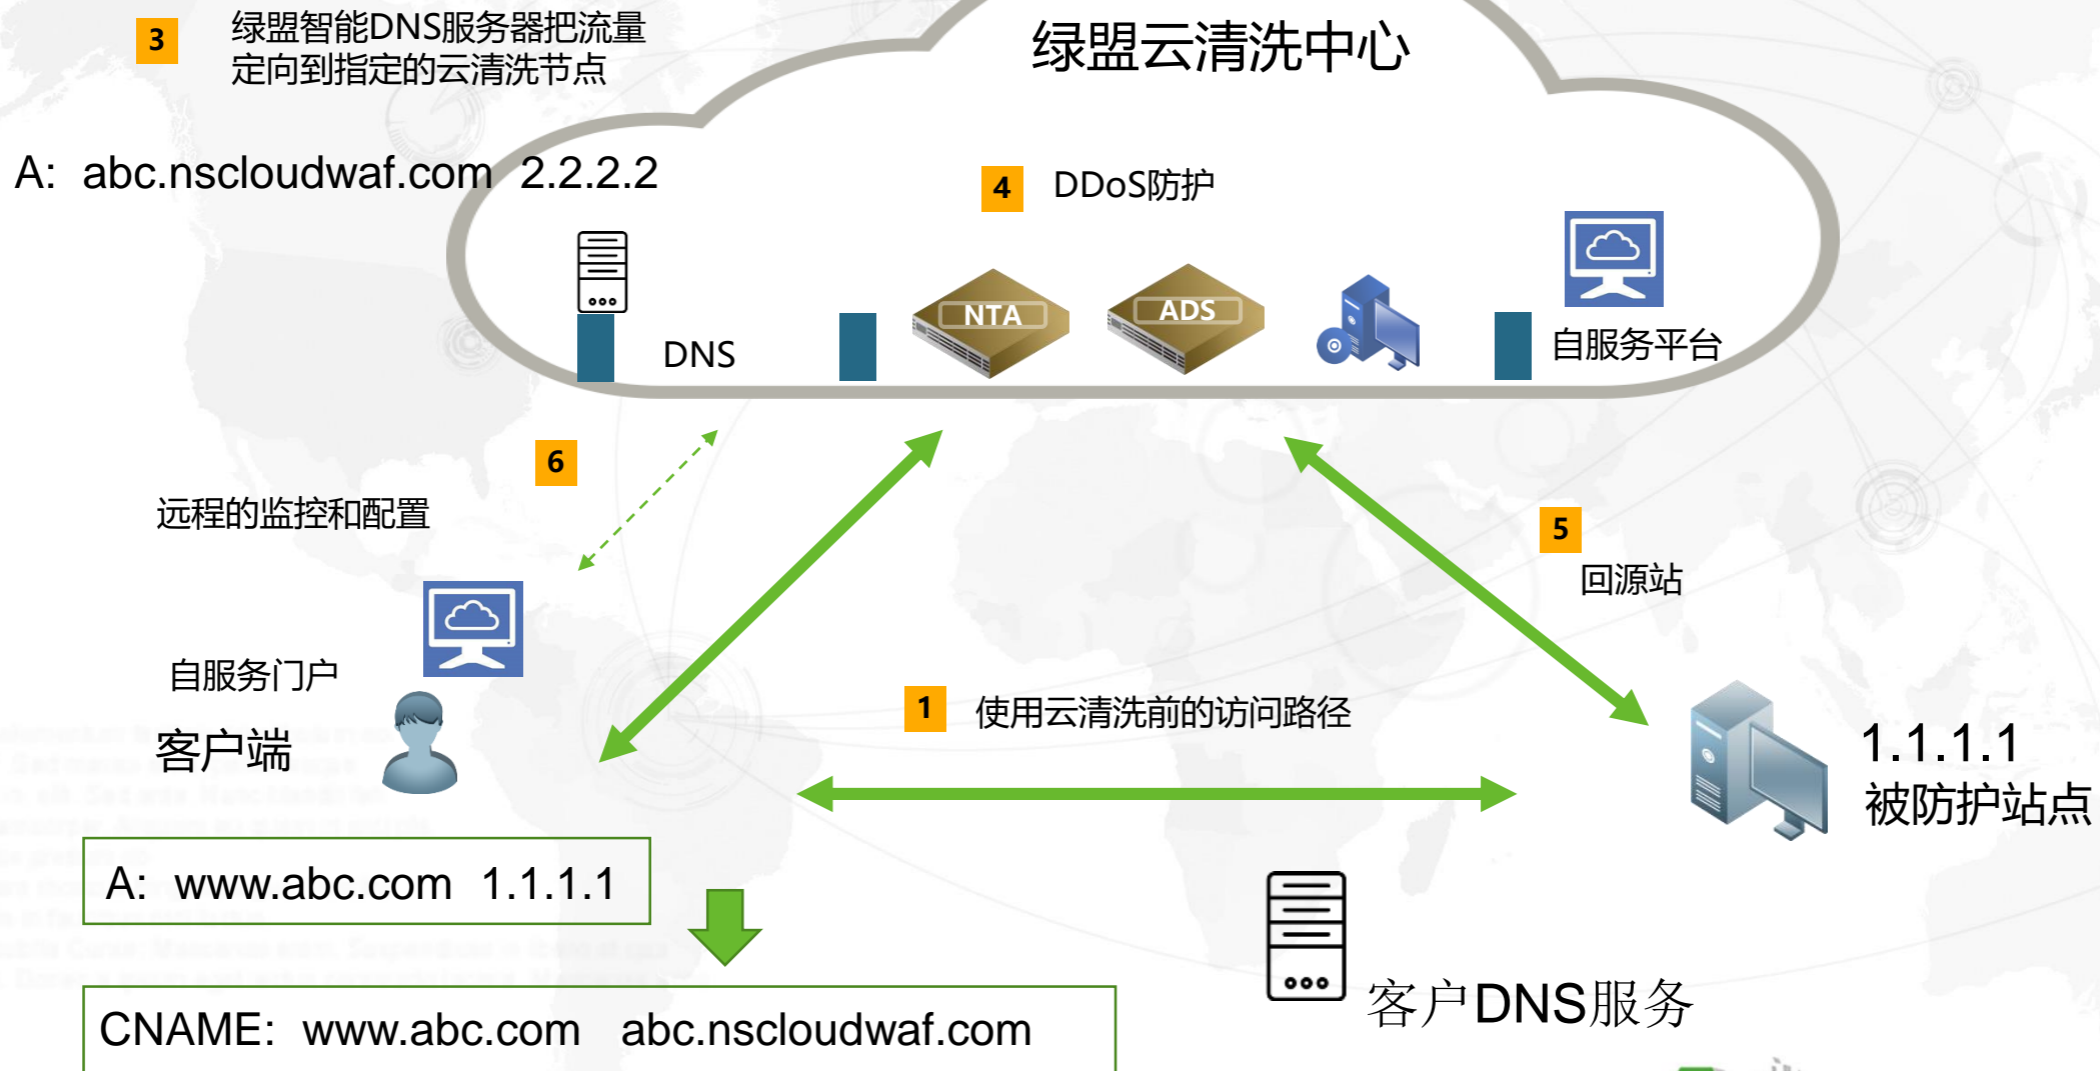 3
绿盟智能DNS服务器把流量
定向到指定的云清洗节点
绿盟云清洗中心
A: abc.nscloudwaf.com 2.2.2.2
4
DDoS防护
NTA
ADS
DNS
自服务平台
6
远程的监控和配置
5
回源站
自服务门户
客户端
1
使用云清洗前的访问路径
1.1.1.1
被防护站点
A: www.abc.com 1.1.1.1
客户DNS服务
CNAME: www.abc.com abc.nscloudwaf.com